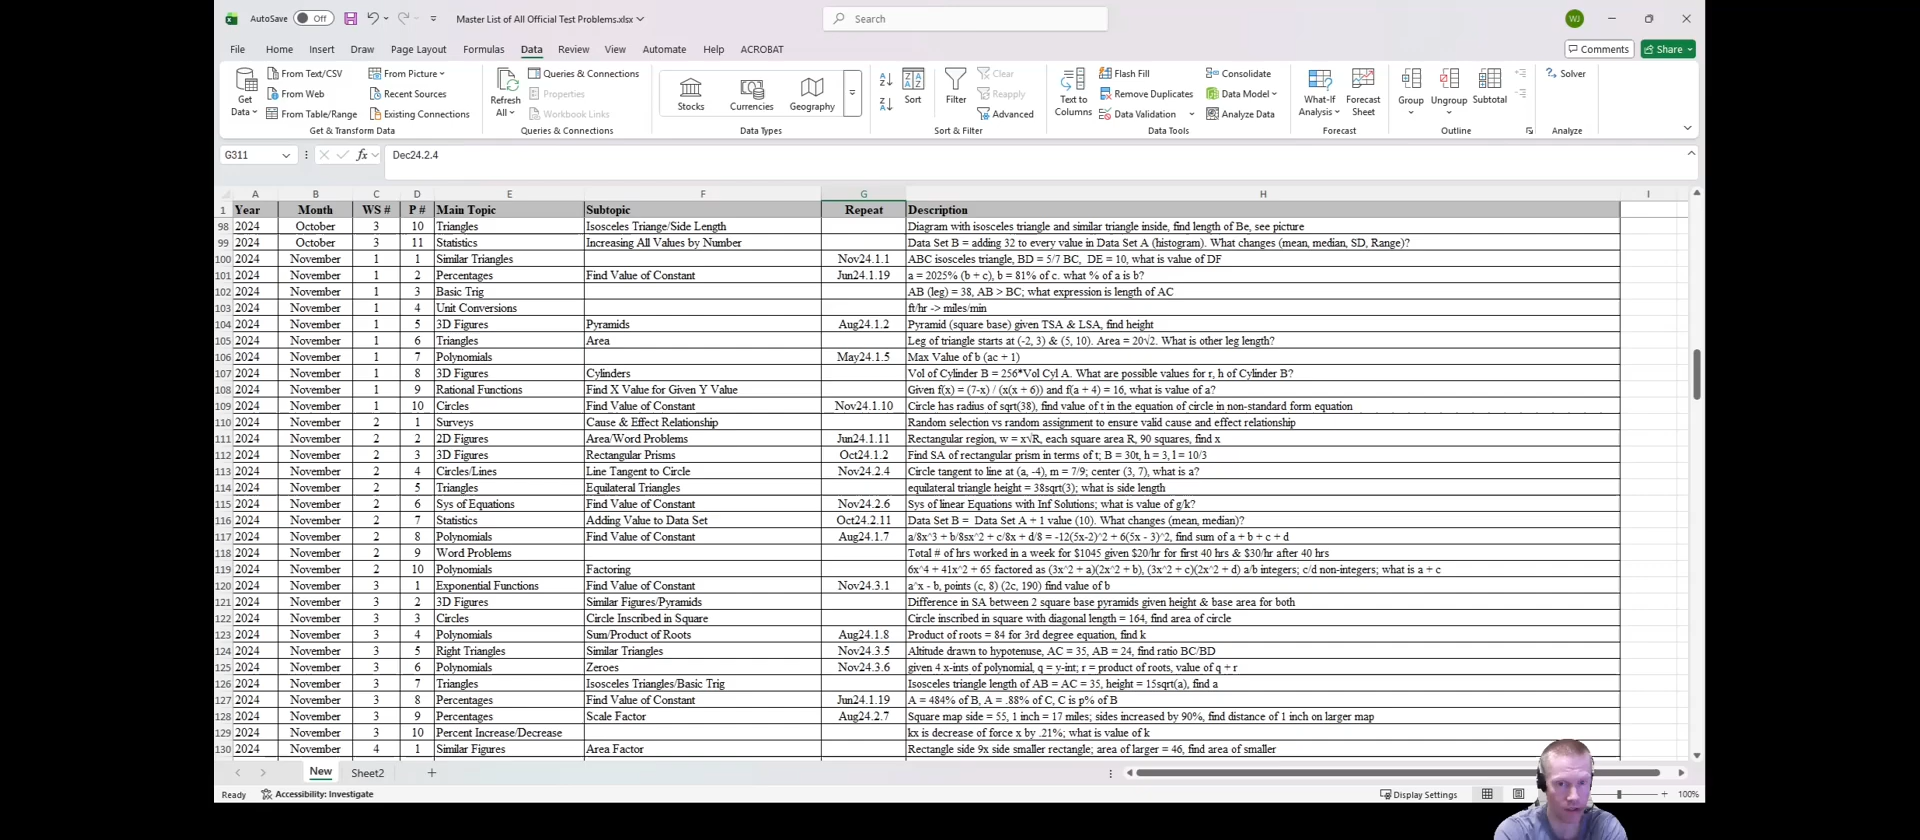 AutoSave Off Master List of All Official Test Problems.xlsx Search WJ
File Home Insert Draw Page Layout Formulas Data Review View Automate Help ACROBAT Comments Share
From Text/CSV From Picture Queries & Connections Clear Flash Fill Consolidate Solver
Get Data From Web Recent Sources Refresh All Properties Stocks Currencies Geography Sort Filter Reapply Text to Columns Remove Duplicates Data Model What-If Analysis Forecast Sheet Group Ungroup Subtotal
From Table/Range Existing Connections Workbook Links Advanced Data Validation Analyze Data
Get & Transform Data Queries & Connections Data Types Sort & Filter Data Tools Forecast Outline Analyze
G311 fx Dec24.2.4
A B C D E F G H I
1 Year Month WS # P # Main Topic Subtopic Repeat Description
98 2024 October 3 10 Triangles Isosceles Triange/Side Length Diagram with isosceles triangle and similar triangle inside, find length of Be, see picture
99 2024 October 3 11 Statistics Increasing All Values by Number Data Set B = adding 32 to every value in Data Set A (histogram). What changes (mean, median, SD, Range)?
100 2024 November 1 1 Similar Triangles Nov24.1.1 ABC isosceles triangle, BD = 5/7 BC, DE = 10, what is value of DF
101 2024 November 1 2 Percentages Find Value of Constant Jun24.1.19 a = 2025% (b + c), b = 81% of c. what % of a is b?
102 2024 November 1 3 Basic Trig AB (leg) = 38, AB > BC; what expression is length of AC
103 2024 November 1 4 Unit Conversions ft/hr -> miles/min
104 2024 November 1 5 3D Figures Pyramids Aug24.1.2 Pyramid (square base) given TSA & LSA, find height
105 2024 November 1 6 Triangles Area Leg of triangle starts at (-2, 3) & (5, 10). Area = 20√2. What is other leg length?
106 2024 November 1 7 Polynomials May24.1.5 Max Value of b (ac + 1)
107 2024 November 1 8 3D Figures Cylinders Vol of Cylinder B = 256*Vol Cyl A. What are possible values for r, h of Cylinder B?
108 2024 November 1 9 Rational Functions Find X Value for Given Y Value Given f(x) = (7-x) / (x(x + 6)) and f(a + 4) = 16, what is value of a?
109 2024 November 1 10 Circles Find Value of Constant Nov24.1.10 Circle has radius of sqrt(38), find value of t in the equation of circle in non-standard form equation
110 2024 November 2 1 Surveys Cause & Effect Relationship Random selection vs random assignment to ensure valid cause and effect relationship
111 2024 November 2 2 2D Figures Area/Word Problems Jun24.1.11 Rectangular region, w = x√R, each square area R, 90 squares, find x
112 2024 November 2 3 3D Figures Rectangular Prisms Oct24.1.2 Find SA of rectangular prism in terms of t; B = 30t, h = 3, l = 10/3
113 2024 November 2 4 Circles/Lines Line Tangent to Circle Nov24.2.4 Circle tangent to line at (a, -4), m = 7/9; center (3, 7), what is a?
114 2024 November 2 5 Triangles Equilateral Triangles equilateral triangle height = 38sqrt(3); what is side length
115 2024 November 2 6 Sys of Equations Find Value of Constant Nov24.2.6 Sys of linear Equations with Inf Solutions; what is value of g/k?
116 2024 November 2 7 Statistics Adding Value to Data Set Oct24.2.11 Data Set B = Data Set A + 1 value (10). What changes (mean, median)?
117 2024 November 2 8 Polynomials Find Value of Constant Aug24.1.7 a/8x^3 + b/8sx^2 + c/8x + d/8 = -12(5x-2)^2 + 6(5x - 3)^2, find sum of a + b + c + d
118 2024 November 2 9 Word Problems Total # of hrs worked in a week for $1045 given $20/hr for first 40 hrs & $30/hr after 40 hrs
119 2024 November 2 10 Polynomials Factoring 6x^4 + 41x^2 + 65 factored as (3x^2 + a)(2x^2 + b), (3x^2 + c)(2x^2 + d) a/b integers; c/d non-integers; what is a + c
120 2024 November 3 1 Exponential Functions Find Value of Constant Nov24.3.1 a^x - b, points (c, 8) (2c, 190) find value of b
121 2024 November 3 2 3D Figures Similar Figures/Pyramids Difference in SA between 2 square base pyramids given height & base area for both
122 2024 November 3 3 Circles Circle Inscribed in Square Circle inscribed in square with diagonal length = 164, find area of circle
123 2024 November 3 4 Polynomials Sum/Product of Roots Aug24.1.8 Product of roots = 84 for 3rd degree equation, find k
124 2024 November 3 5 Right Triangles Similar Triangles Nov24.3.5 Altitude drawn to hypotenuse, AC = 35, AB = 24, find ratio BC/BD
125 2024 November 3 6 Polynomials Zeroes Nov24.3.6 given 4 x-ints of polynomial, q = y-int; r = product of roots, value of q + r
126 2024 November 3 7 Triangles Isosceles Triangles/Basic Trig Isosceles triangle length of AB = AC = 35, height = 15sqrt(a), find a
127 2024 November 3 8 Percentages Find Value of Constant Jun24.1.19 A = 484% of B, A = .88% of C, C is p% of B
128 2024 November 3 9 Percentages Scale Factor Aug24.2.7 Square map side = 55, 1 inch = 17 miles; sides increased by 90%, find distance of 1 inch on larger map
129 2024 November 3 10 Percent Increase/Decrease kx is decrease of force x by .21%; what is value of k
130 2024 November 4 1 Similar Figures Area Factor Rectangle side 9x side smaller rectangle; area of larger = 46, find area of smaller
New Sheet2
Ready Accessibility: Investigate Display Settings 100%